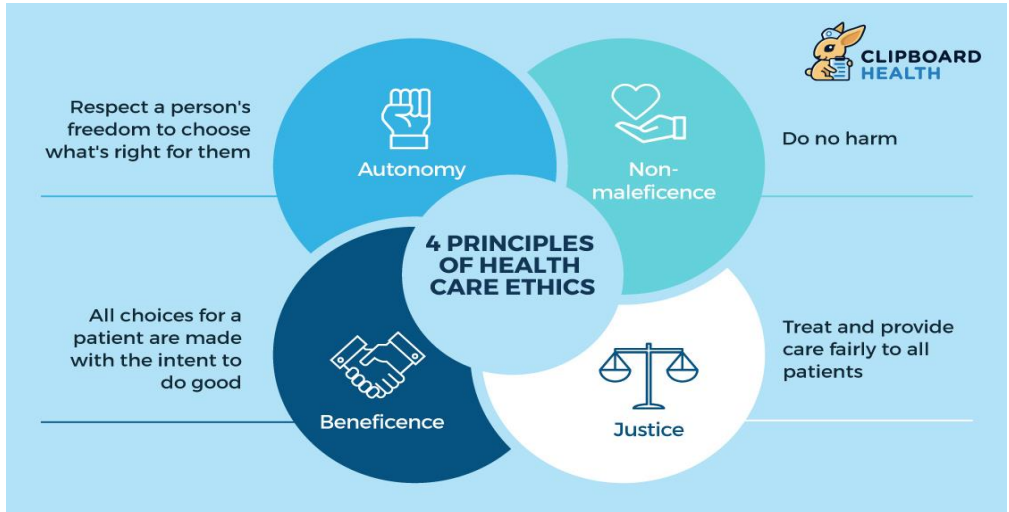 CLIPBOARD
HEALTH
Respect a person's
freedom to choose
what's right for them
Autonomy
Non-
maleficence
Do no harm
4 PRINCIPLES
OF HEALTH
CARE ETHICS
All choices for a
patient are made
with the intent to
do good
Beneficence
Justice
Treat and provide
care fairly to all
patients